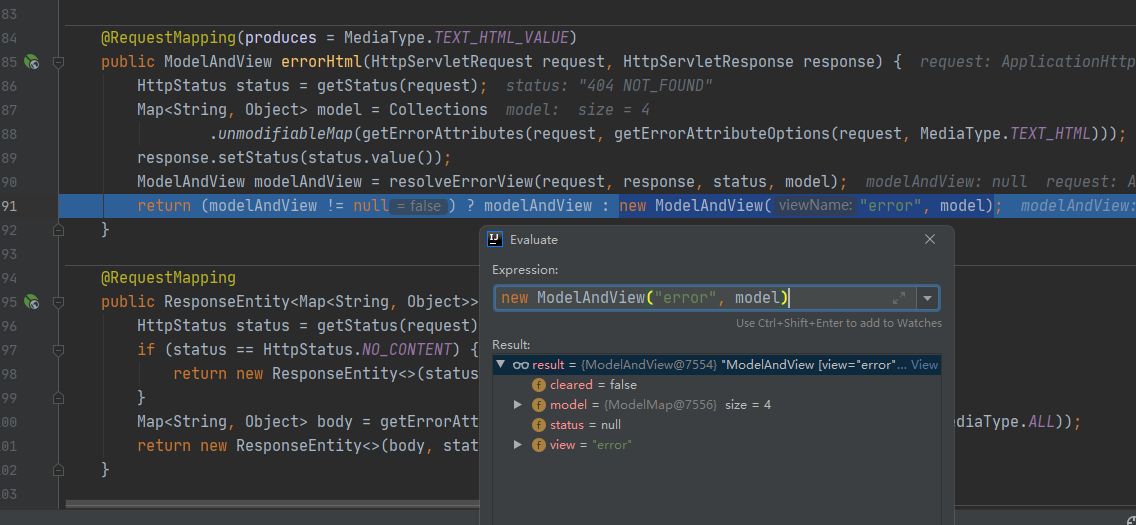 83
84 @RequestMapping(produces = MediaType.TEXT_HTML_VALUE)
85 public ModelAndView errorHtml(HttpServletRequest request, HttpServletResponse response) { request: ApplicationHttp
86 HttpStatus status = getStatus(request); status: "404 NOT_FOUND"
87 Map<String, Object> model = Collections model: size = 4
88 .unmodifiableMap(getErrorAttributes(request, getErrorAttributeOptions(request, MediaType.TEXT_HTML)));
89 response.setStatus(status.value());
90 ModelAndView modelAndView = resolveErrorView(request, response, status, model); modelAndView: null request: A
91 return (modelAndView != null = false ) ? modelAndView : new ModelAndView( viewName: "error", model); modelAndView:
92 }
93
94 @RequestMapping
95 public ResponseEntity<Map<String, Object>>
96 HttpStatus status = getStatus(request)
97 if (status == HttpStatus.NO_CONTENT) {
98 return new ResponseEntity<>(status
99 }
100 Map<String, Object> body = getErrorAtt ediaType.ALL));
101 return new ResponseEntity<>(body, stat
102 }
103
Evaluate
Expression:
new ModelAndView("error", model)
Use Ctrl+Shift+Enter to add to Watches
Result:
result = {ModelAndView@7554} "ModelAndView [view="error"... View
cleared = false
model = {ModelMap@7556} size = 4
status = null
view = "error"